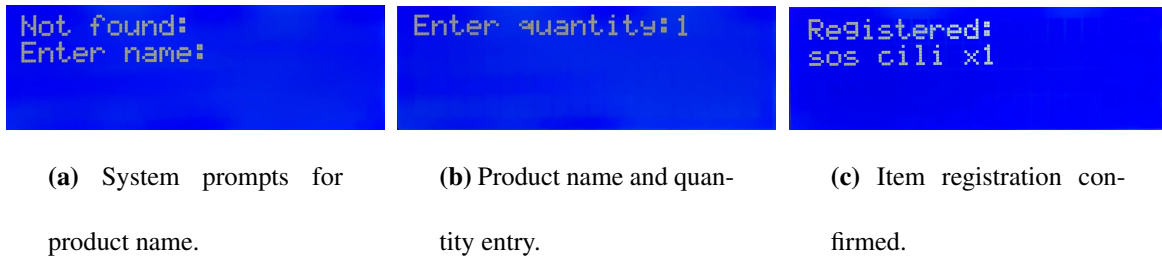 Not found:
Enter name:
Enter quantity:1
Registered:
sos cili x1
(a) System prompts for
product name.
(b) Product name and quan-
tity entry.
(c) Item registration con-
firmed.